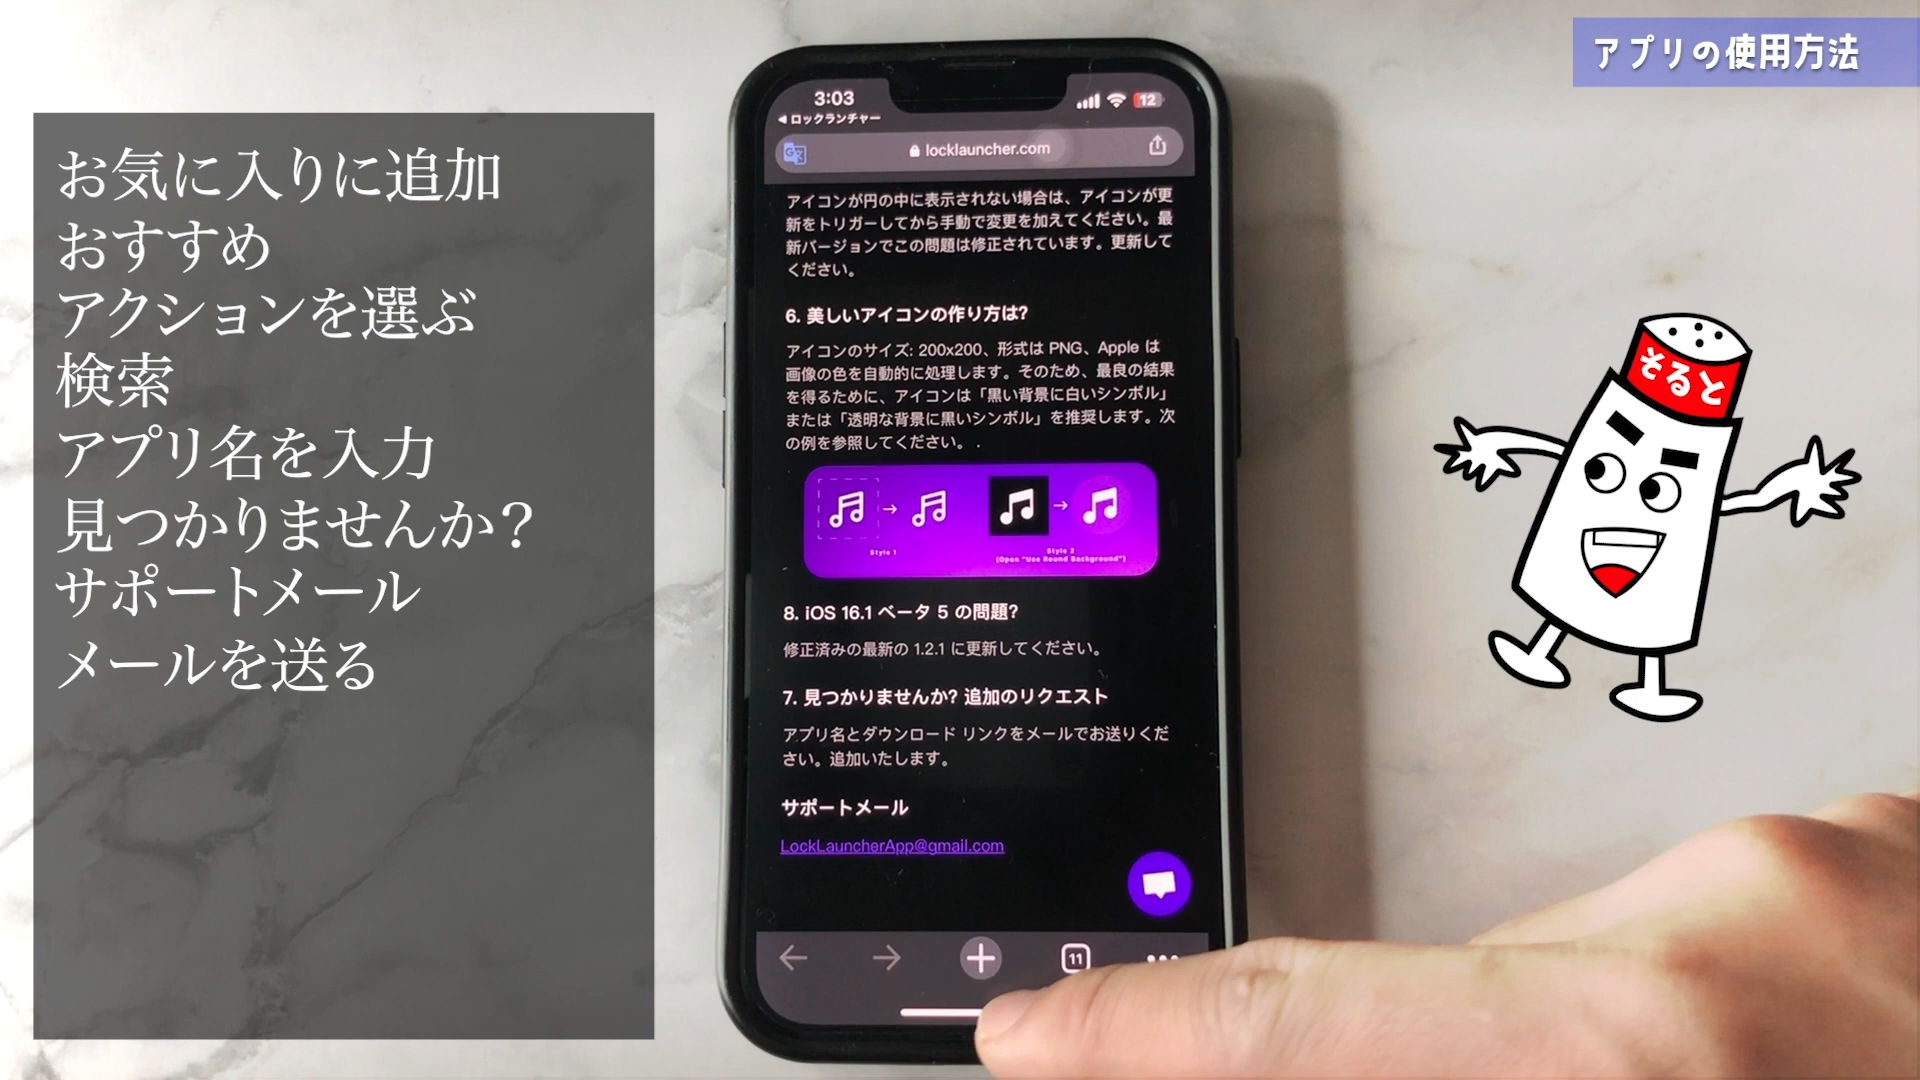 アプリの使用方法
お気に入りに追加
おすすめ
アクションを選ぶ
検索
アプリ名を入力
見つかりませんか？
サポートメール
メールを送る
3:03
12
◀ロックランチャー
locklauncher.com
アイコンが円の中に表示されない場合は、アイコンが更
新をトリガーしてから手動で変更を加えてください。最
新バージョンでこの問題は修正されています。更新して
ください。
6. 美しいアイコンの作り方は?
アイコンのサイズ: 200x200、形式は PNG、Apple は
画像の色を自動的に処理します。そのため、最良の結果
を得るために、アイコンは「黒い背景に白いシンボル」
または「透明な背景に黒いシンボル」を推奨します。次
の例を参照してください。 .
Style 1
Style 2
(Open "Use Round Background")
8. iOS 16.1 ベータ 5 の問題?
修正済みの最新の 1.2.1 に更新してください。
7. 見つかりませんか? 追加のリクエスト
アプリ名とダウンロード リンクをメールでお送りくだ
さい。追加いたします。
サポートメール
LockLauncherApp@gmail.com
11
そると